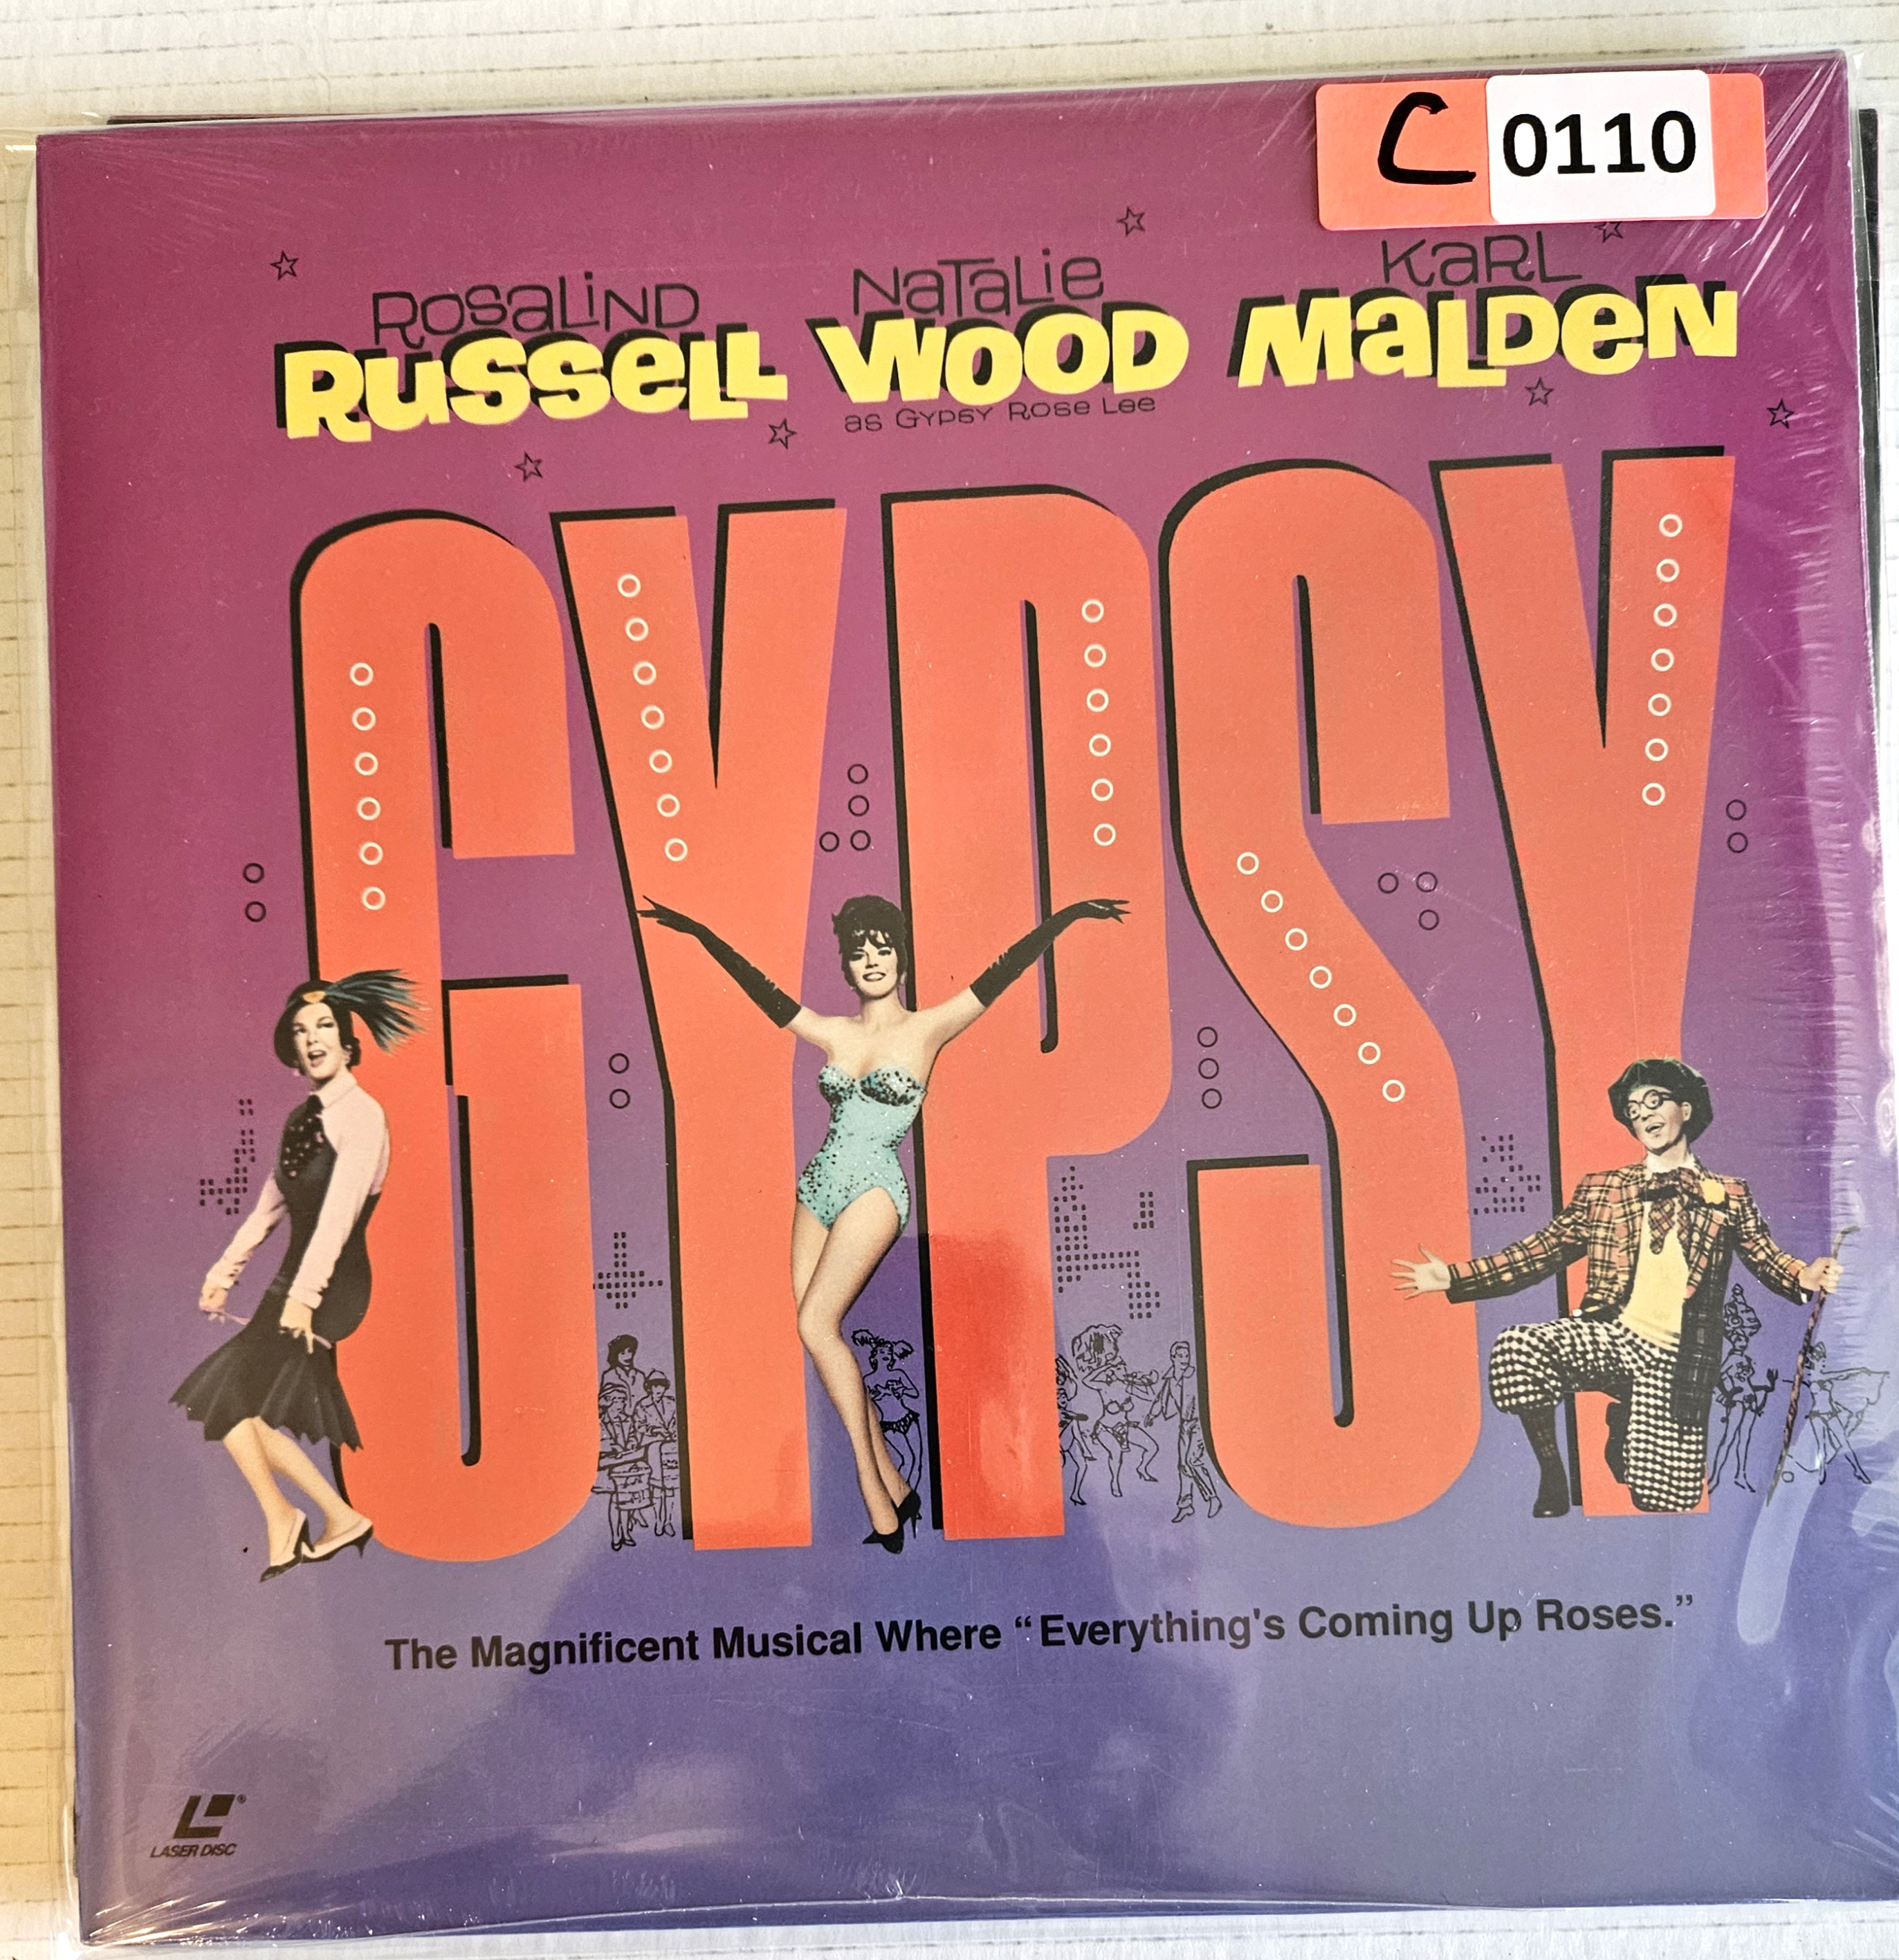 C 0110
Rosalind Natalie Karl
Russell Wood Malden
as Gypsy Rose Lee
GYPSY
The Magnificent Musical Where “Everything's Coming Up Roses.”
®
LASER DISC